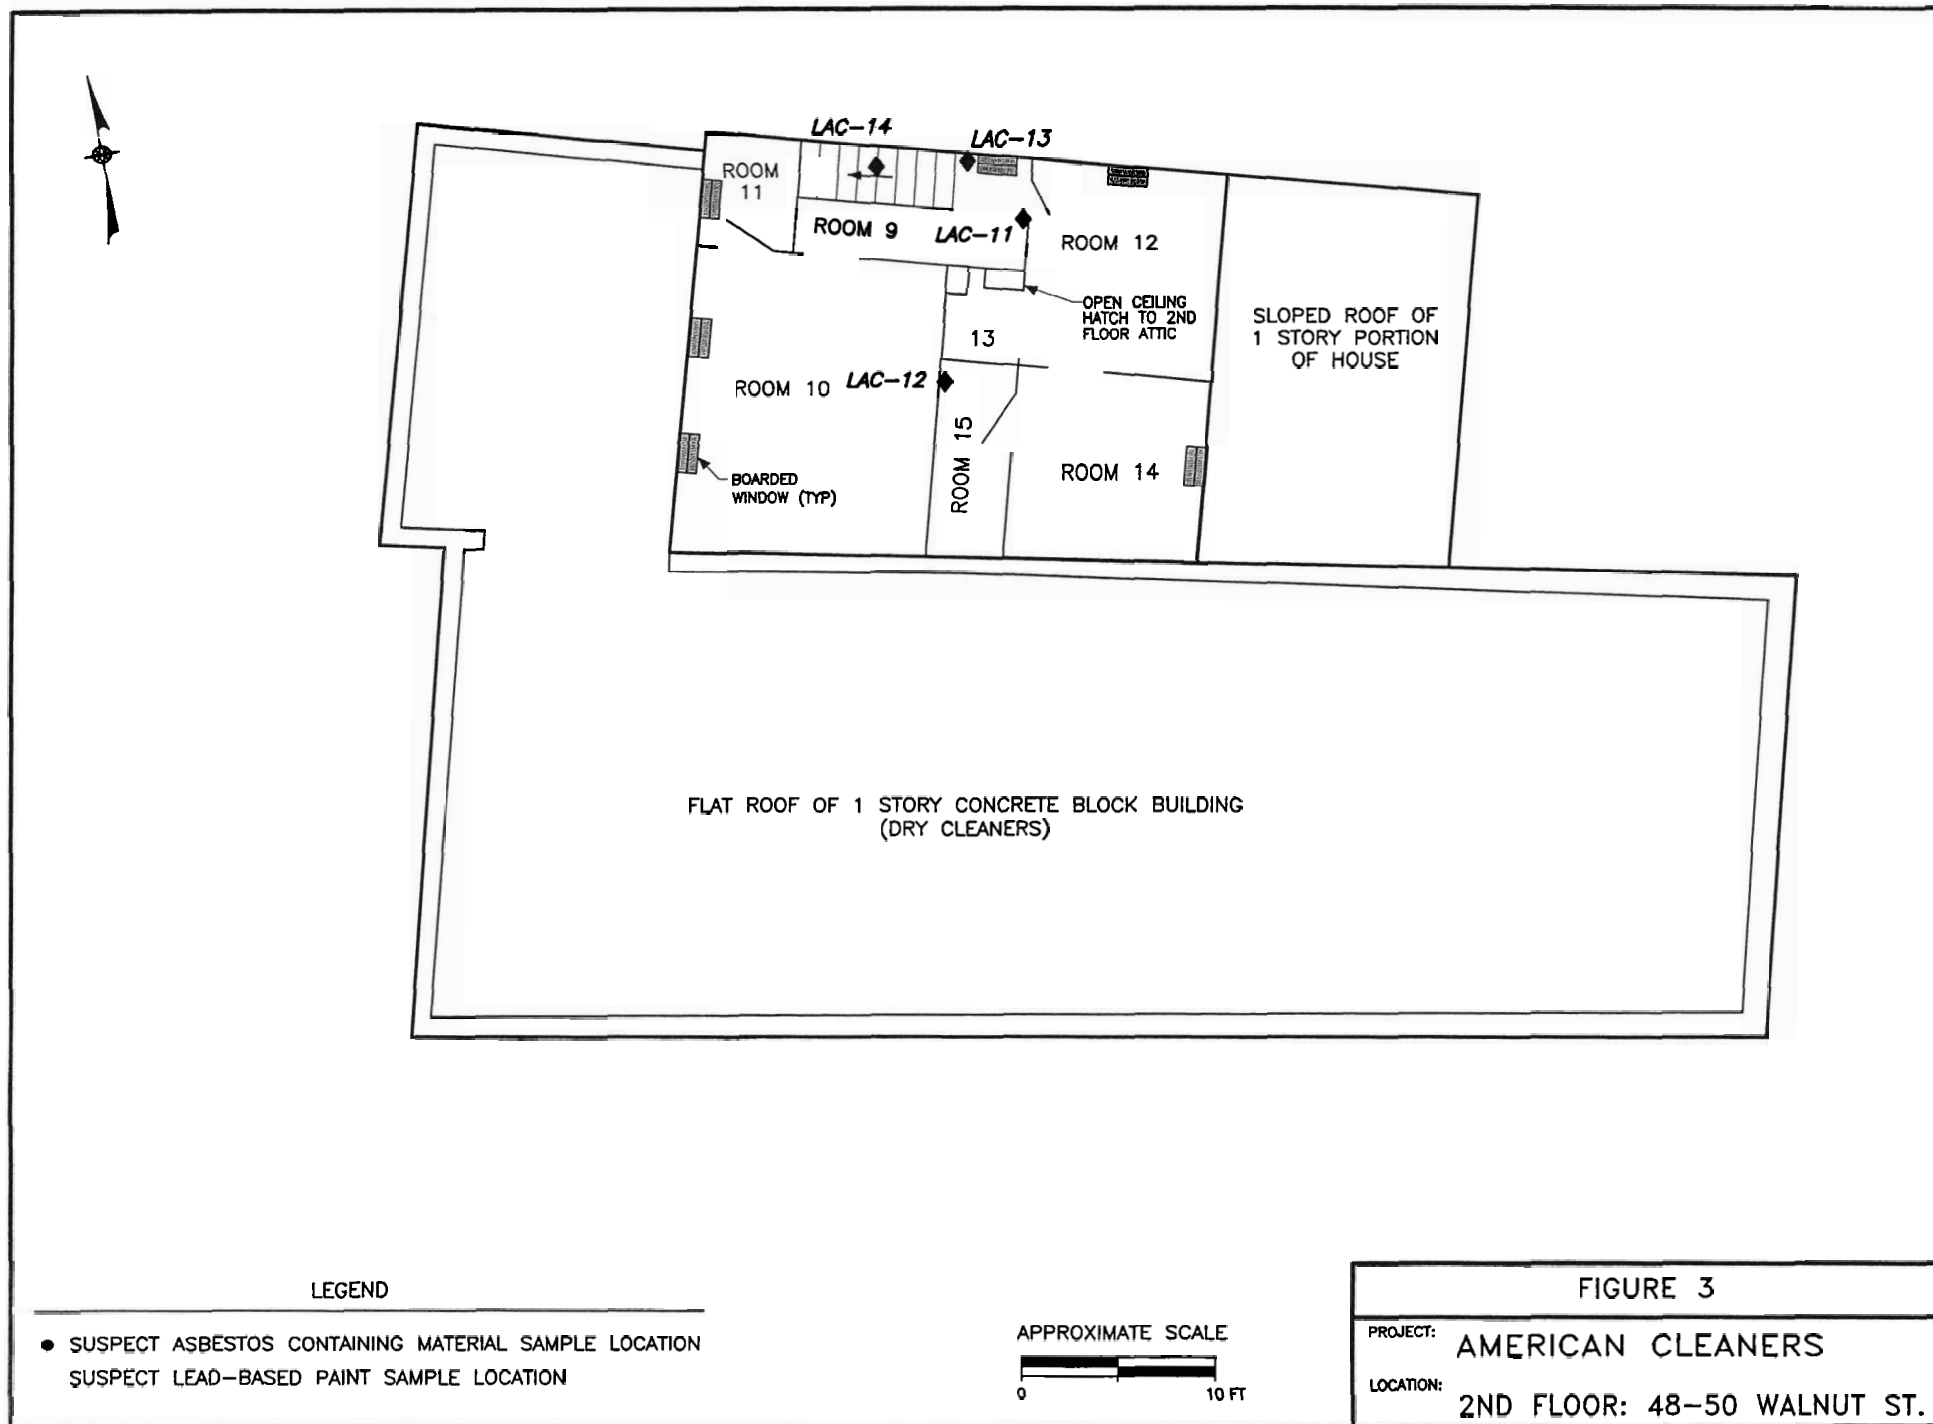 LAC-14
LAC-13
ROOM
11
ROOM 9
LAC-11
ROOM 12
OPEN CEILING
HATCH TO 2ND
FLOOR ATTIC
SLOPED ROOF OF
1 STORY PORTION
OF HOUSE
13
ROOM 10
LAC-12
ROOM 15
ROOM 14
BOARDED
WINDOW (TYP)
FLAT ROOF OF 1 STORY CONCRETE BLOCK BUILDING
(DRY CLEANERS)
LEGEND
SUSPECT ASBESTOS CONTAINING MATERIAL SAMPLE LOCATION
SUSPECT LEAD-BASED PAINT SAMPLE LOCATION
APPROXIMATE SCALE
0 10 FT
FIGURE 3
PROJECT: AMERICAN CLEANERS
LOCATION: 2ND FLOOR: 48-50 WALNUT ST.